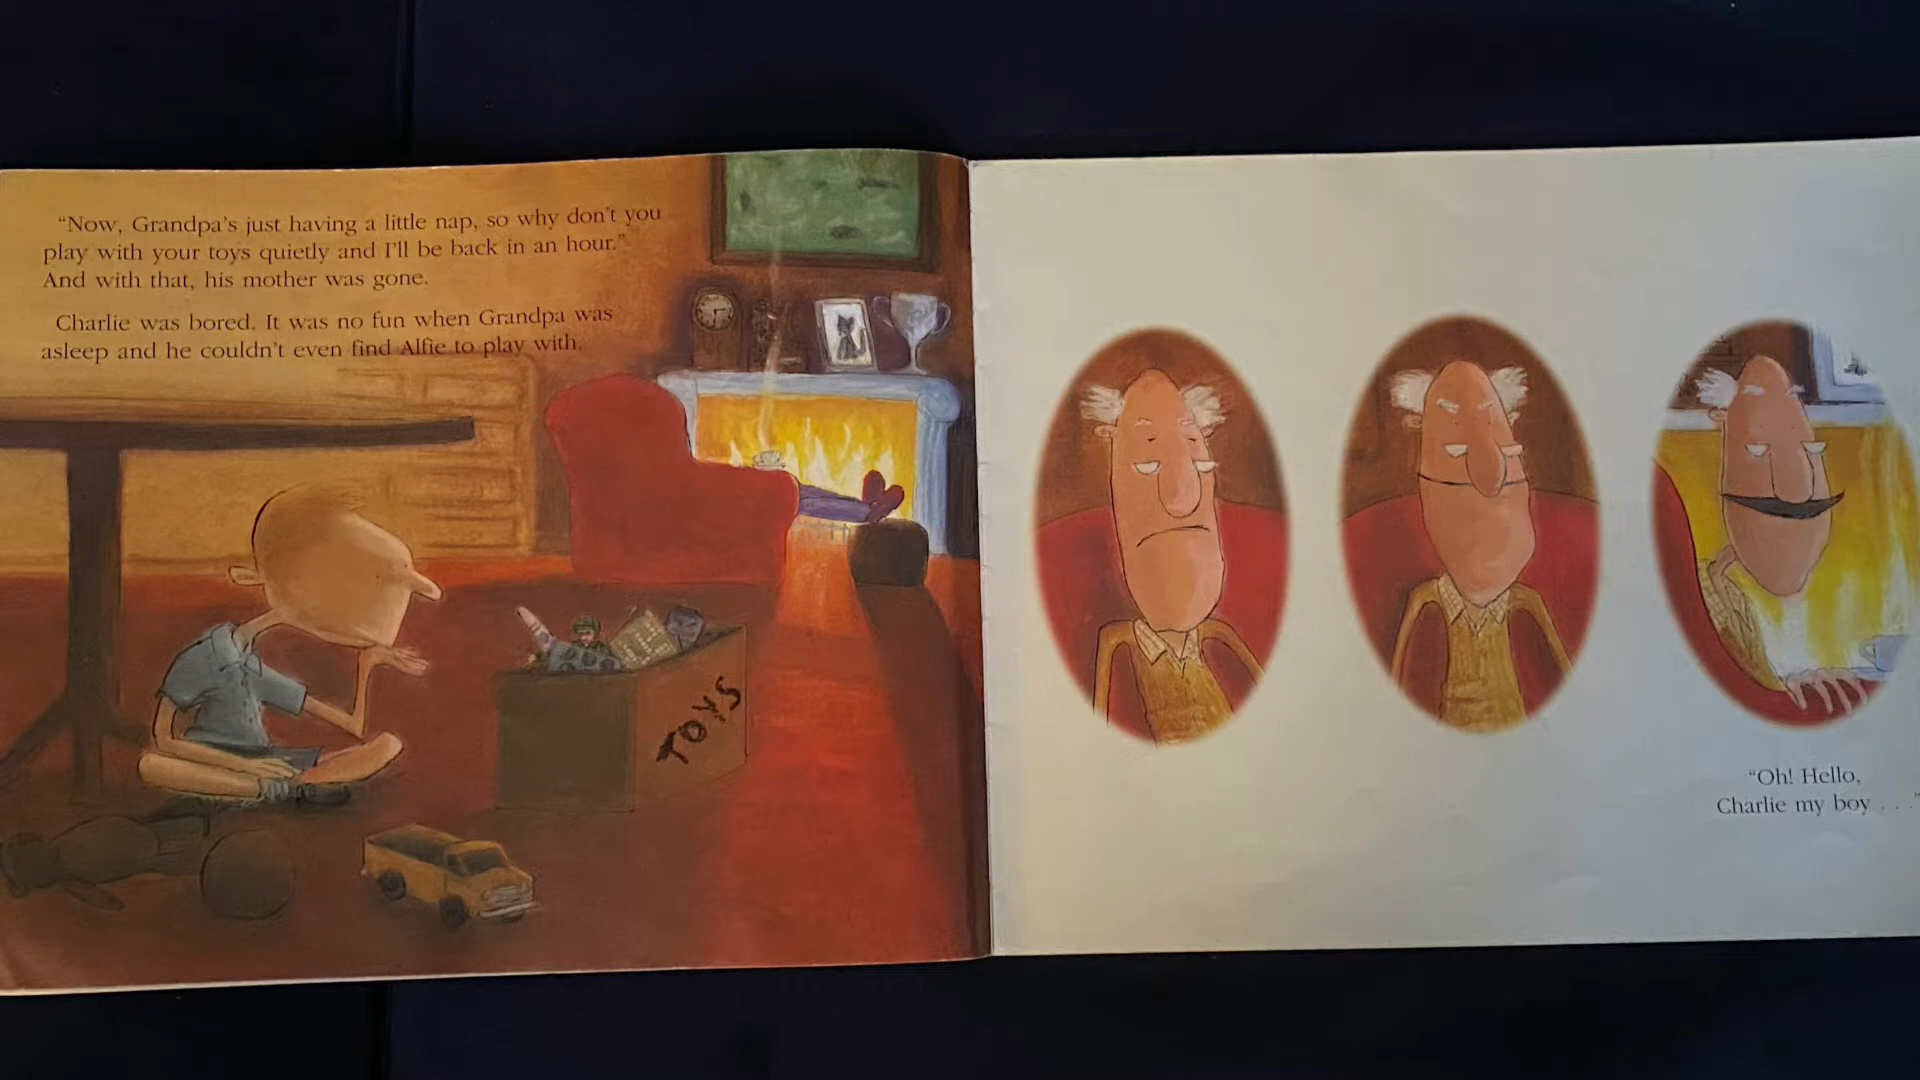 “Now, Grandpa’s just having a little nap, so why don’t you
play with your toys quietly and I’ll be back in an hour.”
And with that, his mother was gone.
Charlie was bored. It was no fun when Grandpa was
asleep and he couldn’t even find Alfie to play with.
TOYS
“Oh! Hello,
Charlie my boy . . .”